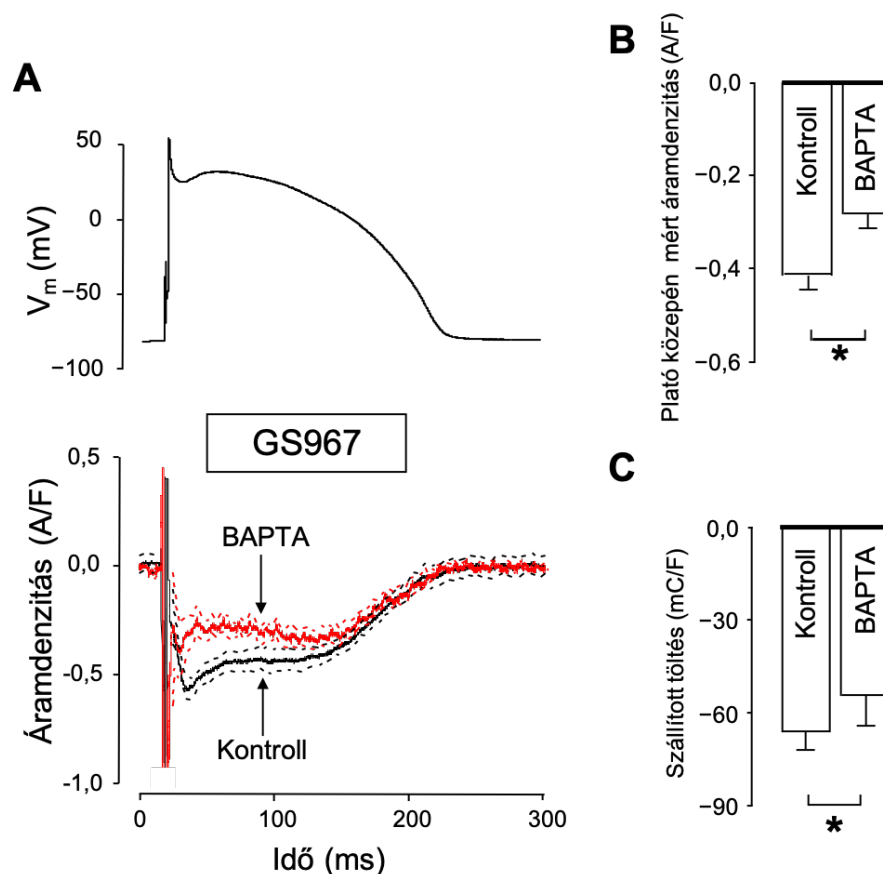 A
50
0
−50
−100
V_m (mV)
GS967
0,5
0,0
-0,5
-1,0
Áramdenzitás (A/F)
BAPTA
Kontroll
0
100
200
300
Idő (ms)
B
0,0
−0,2
−0,4
−0,6
Plató közepén mért áramdenzitás (A/F)
Kontroll
BAPTA
*
C
0,0
−30
−60
−90
Szállított töltés (mC/F)
Kontroll
BAPTA
*